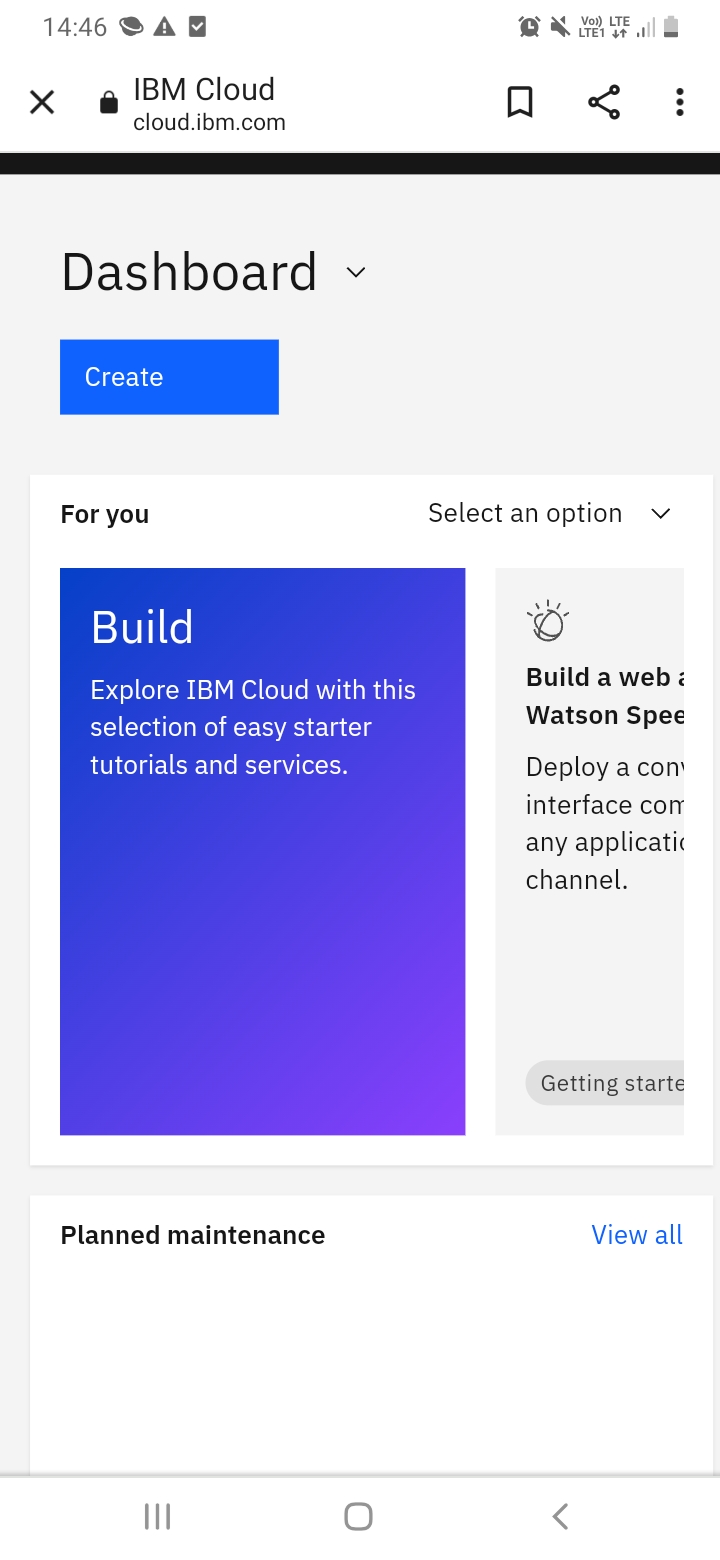 14:46
Vo)) LTE
LTE1
IBM Cloud
cloud.ibm.com
Dashboard
Create
For you
Select an option
Build
Explore IBM Cloud with this
selection of easy starter
tutorials and services.
Build a web a
Watson Spee
Deploy a conv
interface com
any applicatio
channel.
Getting starte
Planned maintenance
View all